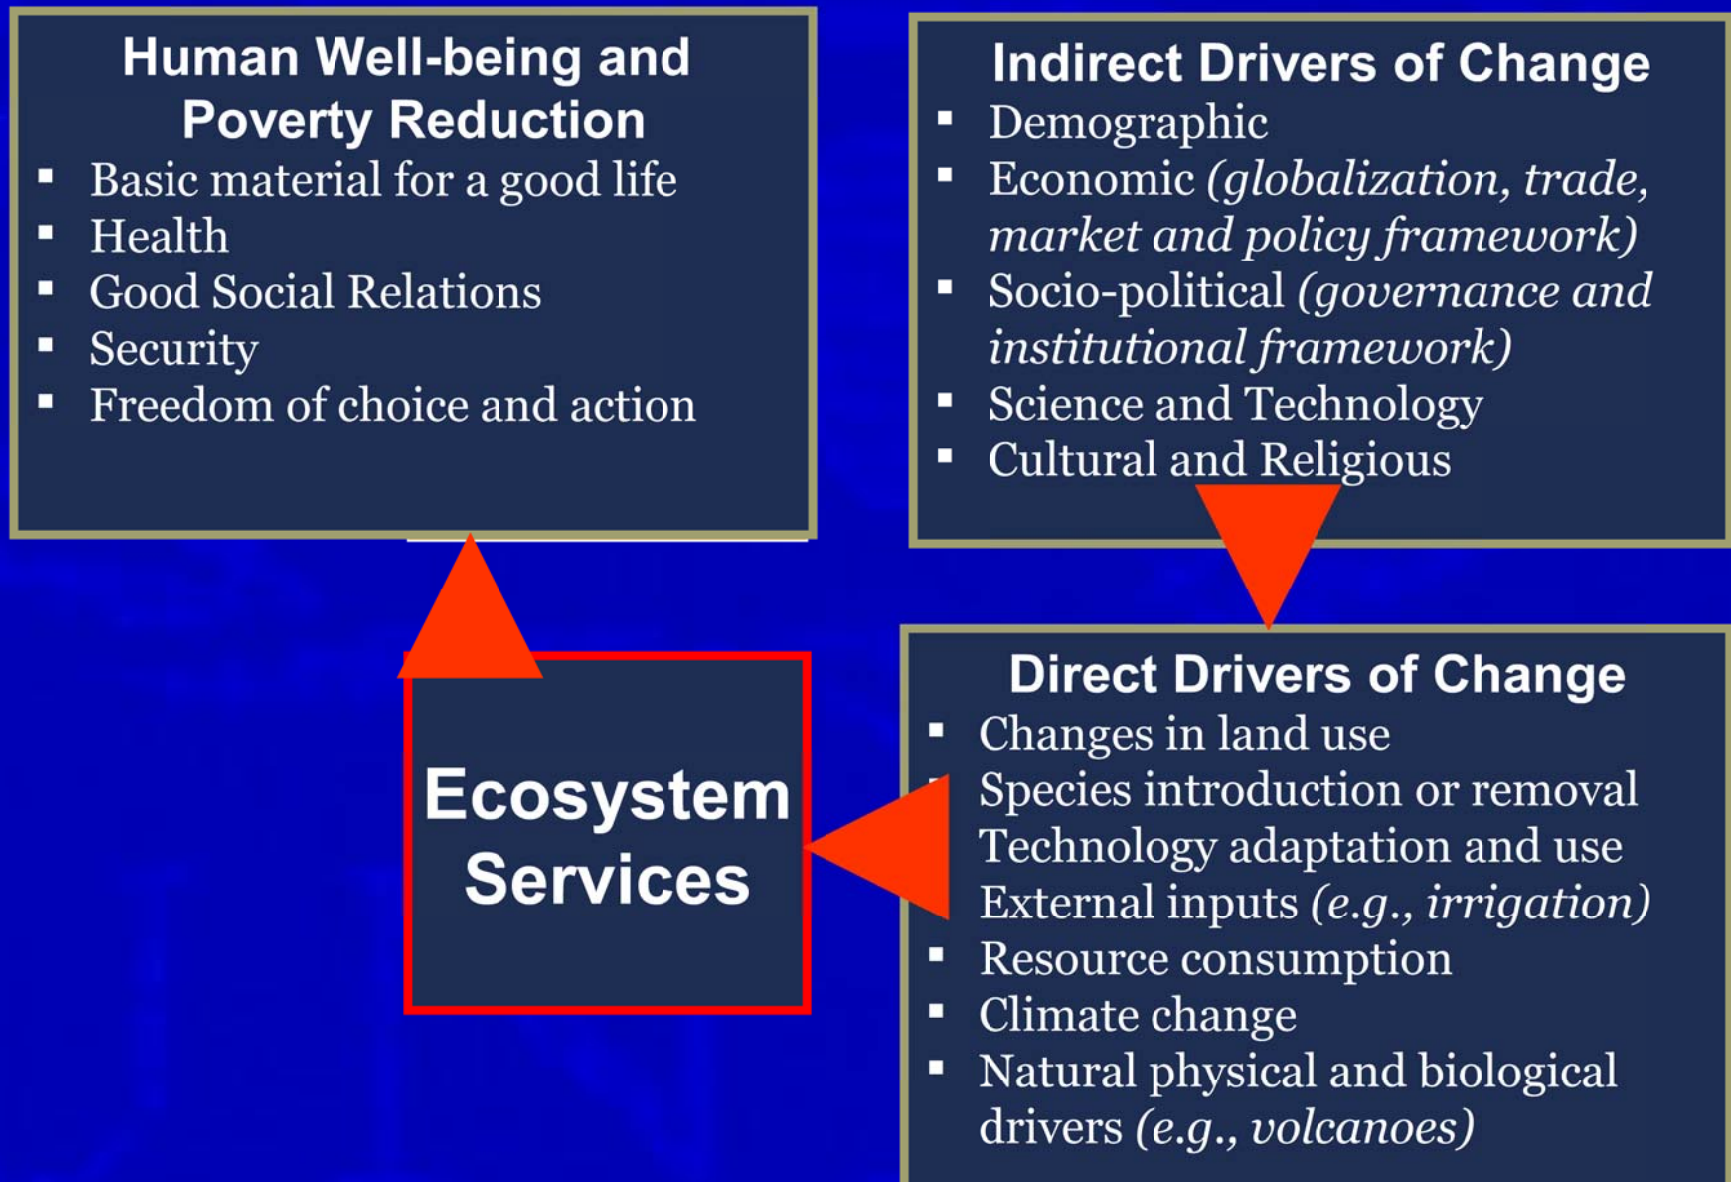 Human Well-being and
Poverty Reduction
▪ Basic material for a good life
▪ Health
▪ Good Social Relations
▪ Security
▪ Freedom of choice and action
Indirect Drivers of Change
▪ Demographic
▪ Economic (globalization, trade,
market and policy framework)
▪ Socio-political (governance and
institutional framework)
▪ Science and Technology
▪ Cultural and Religious
Ecosystem
Services
Direct Drivers of Change
▪ Changes in land use
▪ Species introduction or removal
Technology adaptation and use
External inputs (e.g., irrigation)
▪ Resource consumption
▪ Climate change
▪ Natural physical and biological
drivers (e.g., volcanoes)